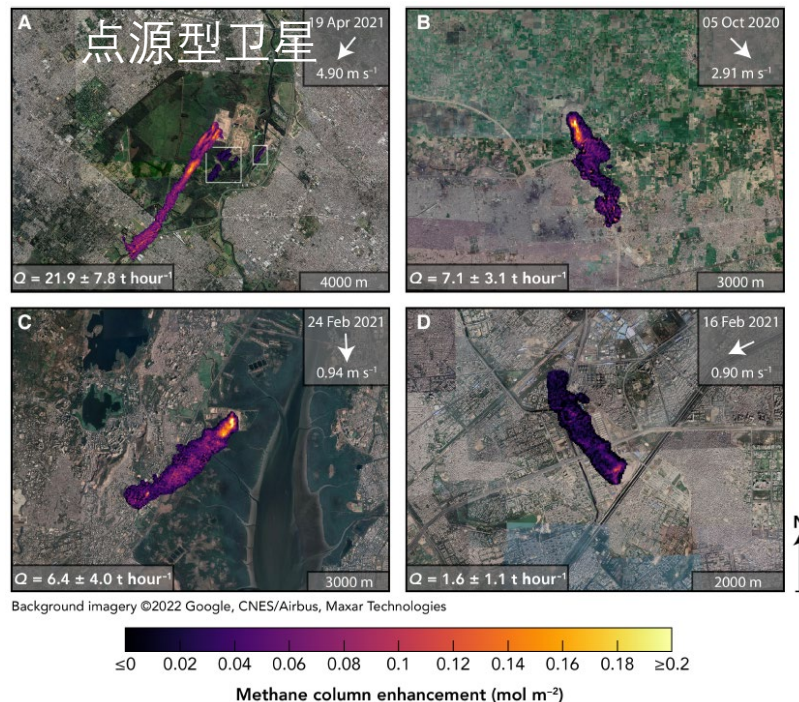 A
点源型卫星
19 Apr 2021
4.90 m s⁻¹
Q = 21.9 ± 7.8 t hour⁻¹
4000 m
B
05 Oct 2020
2.91 m s⁻¹
Q = 7.1 ± 3.1 t hour⁻¹
3000 m
C
24 Feb 2021
0.94 m s⁻¹
Q = 6.4 ± 4.0 t hour⁻¹
3000 m
D
16 Feb 2021
0.90 m s⁻¹
Q = 1.6 ± 1.1 t hour⁻¹
2000 m
N
Background imagery ©2022 Google, CNES/Airbus, Maxar Technologies
≤0 0.02 0.04 0.06 0.08 0.1 0.12 0.14 0.16 0.18 ≥0.2
Methane column enhancement (mol m⁻²)